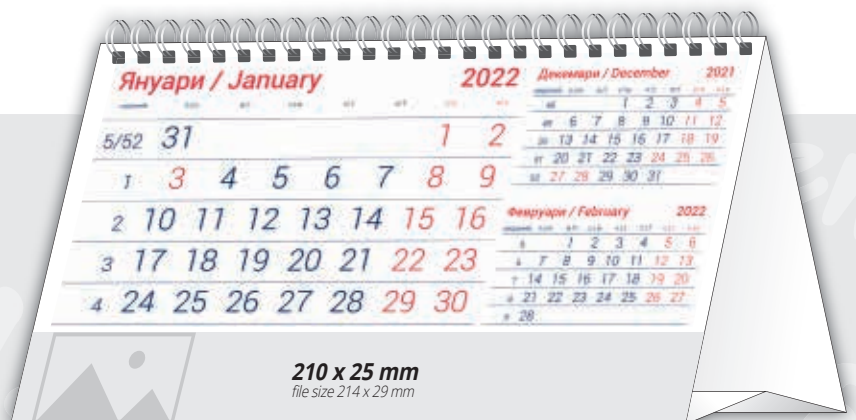 Януари / January 2022
5/52 31 1 2
1 3 4 5 6 7 8 9
2 10 11 12 13 14 15 16
3 17 18 19 20 21 22 23
4 24 25 26 27 28 29 30
Декември / December 2021
1 2 3 4 5
6 7 8 9 10 11 12
13 14 15 16 17 18 19
20 21 22 23 24 25 26
27 28 29 30 31
Февруари / February 2022
1 2 3 4 5 6
7 8 9 10 11 12 13
14 15 16 17 18 19 20
21 22 23 24 25 26 27
28
210 x 25 mm
file size 214 x 29 mm